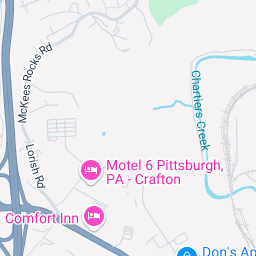 McKees Rocks Rd
Chartiers Creek
Lorish Rd
Motel 6 Pittsburgh,
PA - Crafton
Comfort Inn
Don's Ap